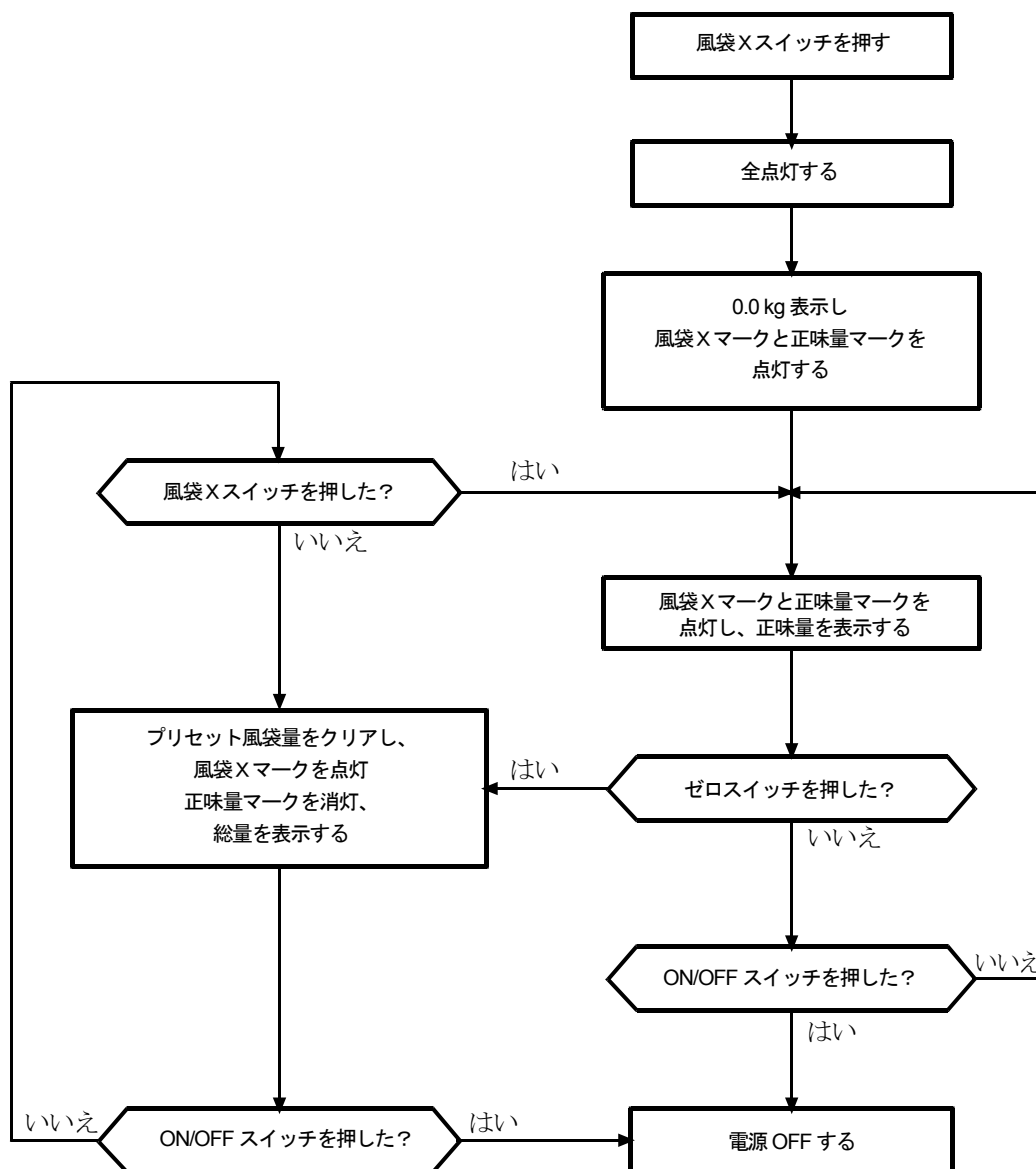 風袋Xスイッチを押す
全点灯する
0.0 kg 表示し
風袋Xマークと正味量マークを
点灯する
風袋Xスイッチを押した？
はい
いいえ
風袋Xマークと正味量マークを
点灯し、正味量を表示する
プリセット風袋量をクリアし、
風袋Xマークを点灯
正味量マークを消灯、
総量を表示する
はい
ゼロスイッチを押した？
いいえ
ON/OFF スイッチを押した？
いいえ
はい
いいえ
ON/OFF スイッチを押した？
はい
電源 OFF する